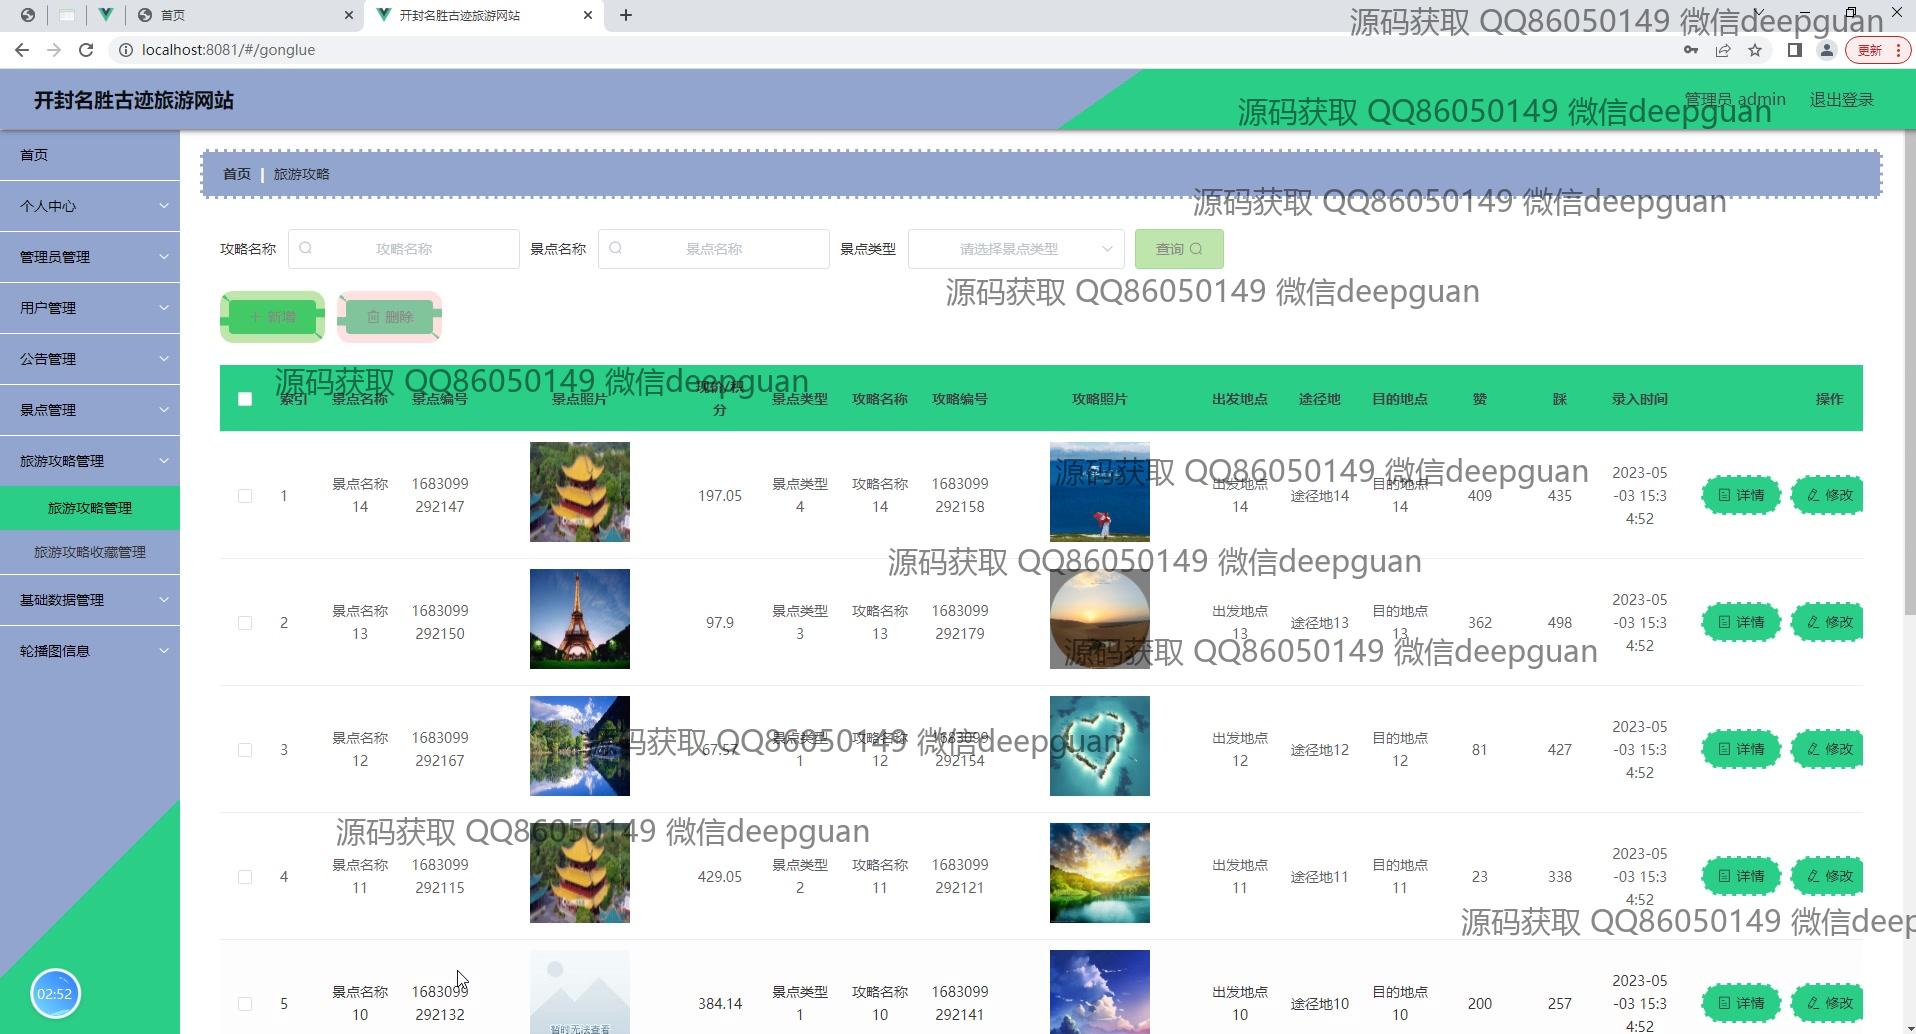 首页
开封名胜古迹旅游网站
源码获取 QQ86050149 微信deepguan
localhost:8081/#/gonglue
更新
开封名胜古迹旅游网站
管理员 admin
退出登录
源码获取 QQ86050149 微信deepguan
首页
个人中心
管理员管理
用户管理
公告管理
景点管理
旅游攻略管理
旅游攻略管理
旅游攻略收藏管理
基础数据管理
轮播图信息
02:52
首页 | 旅游攻略
源码获取 QQ86050149 微信deepguan
攻略名称 攻略名称 景点名称 景点名称 景点类型 请选择景点类型 查询
源码获取 QQ86050149 微信deepguan
+ 新增 删除
源码获取 QQ86050149 微信deepguan
索引 景点名称 景点编号 景点照片 现价/积分 景点类型 攻略名称 攻略编号 攻略照片 出发地点 途径地 目的地点 赞 踩 录入时间 操作
源码获取 QQ86050149 微信deepguan
1 景点名称14 1683099292147 197.05 景点类型4 攻略名称14 1683099292158 出发地点14 途径地14 目的地点14 409 435 2023-05-03 15:34:52 详情 修改
源码获取 QQ86050149 微信deepguan
2 景点名称13 1683099292150 97.9 景点类型3 攻略名称13 1683099292179 出发地点13 途径地13 目的地点13 362 498 2023-05-03 15:34:52 详情 修改
源码获取 QQ86050149 微信deepguan
3 景点名称12 1683099292167 67.57 景点类型1 攻略名称12 1683099292154 出发地点12 途径地12 目的地点12 81 427 2023-05-03 15:34:52 详情 修改
源码获取 QQ86050149 微信deepguan
源码获取 QQ86050149 微信deepguan
4 景点名称11 1683099292115 429.05 景点类型2 攻略名称11 1683099292121 出发地点11 途径地11 目的地点11 23 338 2023-05-03 15:34:52 详情 修改
源码获取 QQ86050149 微信deep
5 景点名称10 1683099292132 暂时无法查看 384.14 景点类型1 攻略名称10 1683099292141 出发地点10 途径地10 目的地点10 200 257 2023-05-03 15:34:52 详情 修改